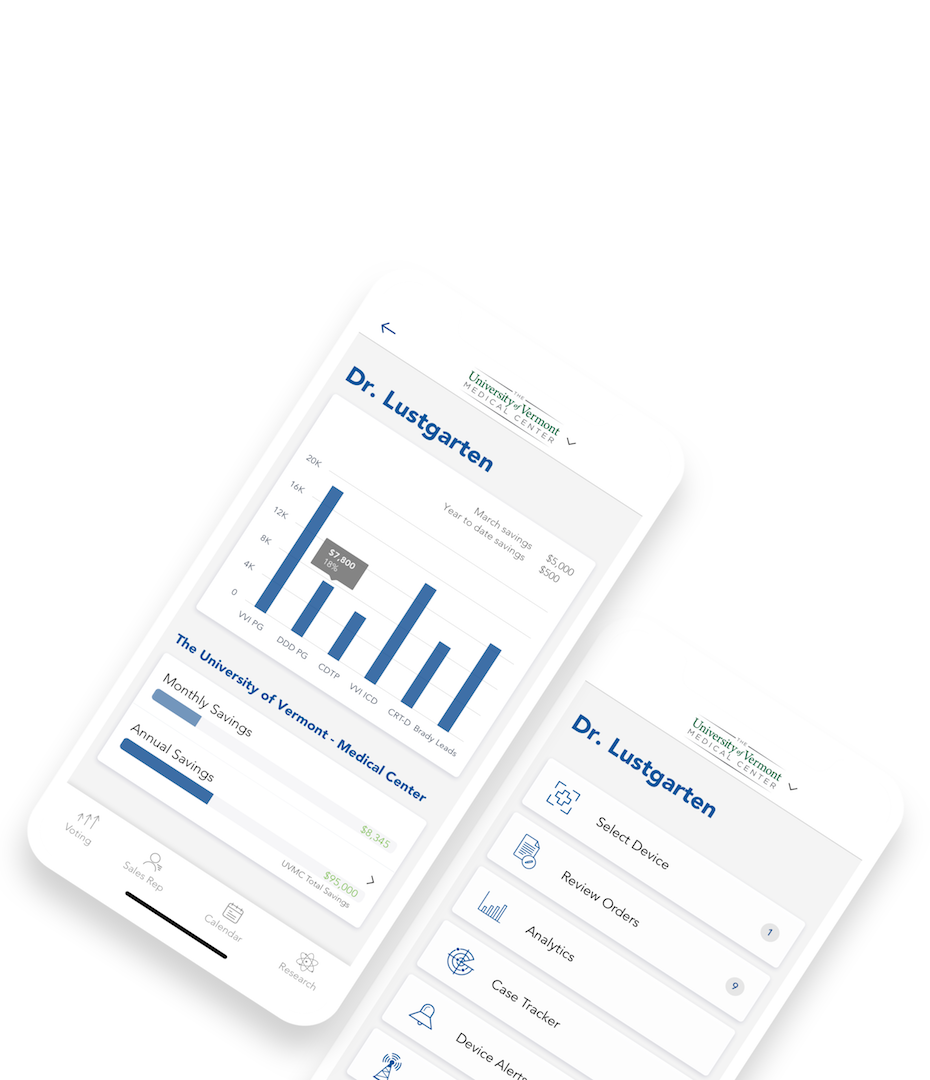 THE
University of Vermont
MEDICAL CENTER
Dr. Lustgarten
March savings $5,000
Year to date savings $500
20K
16K
12K
8K
4K
0
$7,800
18%
VVI PG
DDD PG
CDTP
VVI ICD
CRT-D
Brady Leads
The University of Vermont - Medical Center
Monthly Savings
$8,345
Annual Savings
$95,000
UVMC Total Savings
Voting
Sales Rep
Calendar
Research
THE
University of Vermont
MEDICAL CENTER
Dr. Lustgarten
Select Device
1
Review Orders
9
Analytics
Case Tracker
Device Alerts